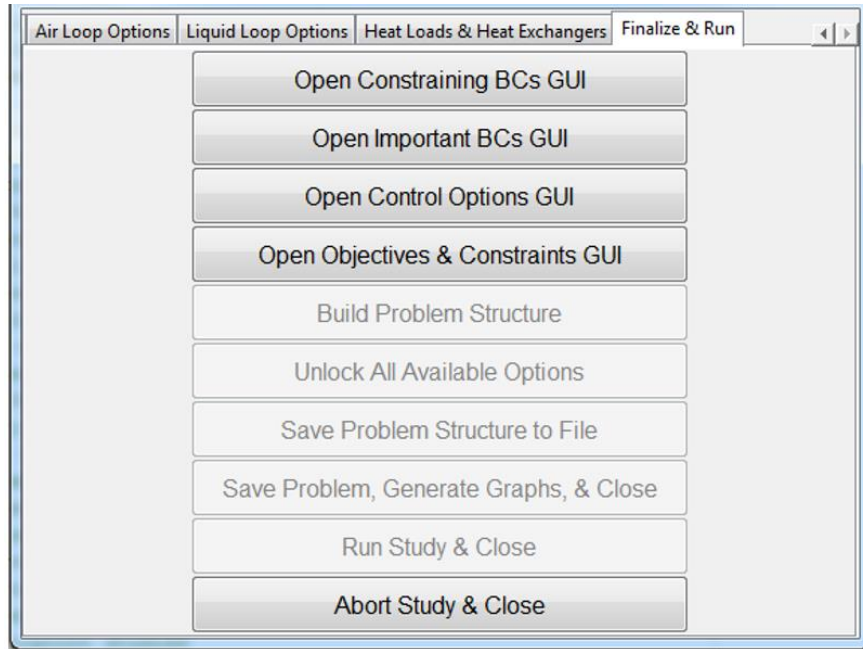 Air Loop Options Liquid Loop Options Heat Loads & Heat Exchangers Finalize & Run
Open Constraining BCs GUI
Open Important BCs GUI
Open Control Options GUI
Open Objectives & Constraints GUI
Build Problem Structure
Unlock All Available Options
Save Problem Structure to File
Save Problem, Generate Graphs, & Close
Run Study & Close
Abort Study & Close